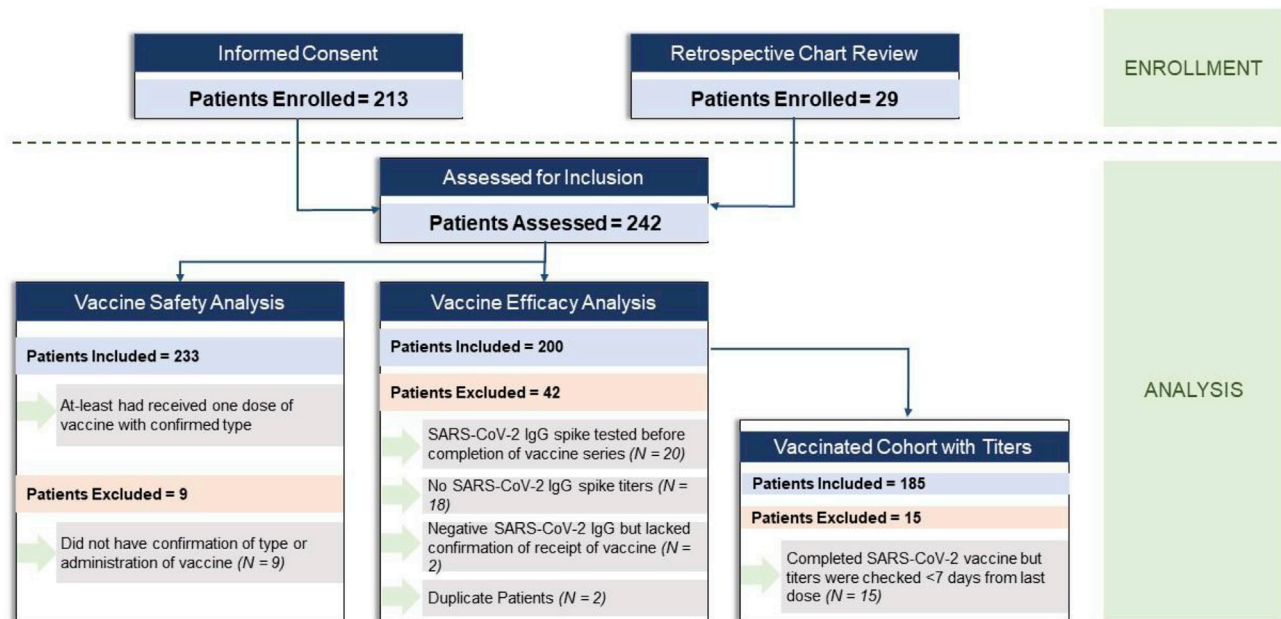 Informed Consent
Patients Enrolled = 213
Retrospective Chart Review
Patients Enrolled = 29
ENROLLMENT
Assessed for Inclusion
Patients Assessed = 242
Vaccine Safety Analysis
Patients Included = 233
At-least had received one dose of
vaccine with confirmed type
Patients Excluded = 9
Did not have confirmation of type or
administration of vaccine (N = 9)
Vaccine Efficacy Analysis
Patients Included = 200
Patients Excluded = 42
SARS-CoV-2 IgG spike tested before
completion of vaccine series (N = 20)
No SARS-CoV-2 IgG spike titers (N =
18)
Negative SARS-CoV-2 IgG but lacked
confirmation of receipt of vaccine (N =
2)
Duplicate Patients (N = 2)
Vaccinated Cohort with Titers
Patients Included = 185
Patients Excluded = 15
Completed SARS-CoV-2 vaccine but
titers were checked <7 days from last
dose (N = 15)
ANALYSIS